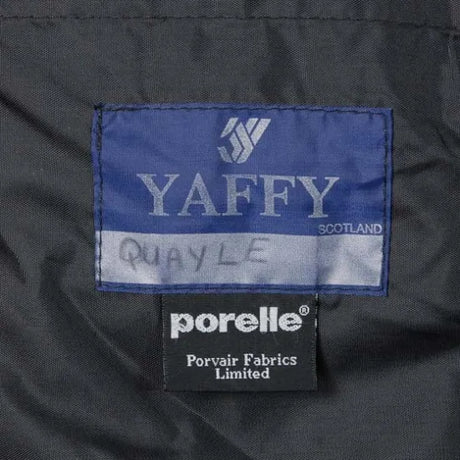 YAFFY
SCOTLAND
QUAYLE
porelle®
Porvair Fabrics
Limited